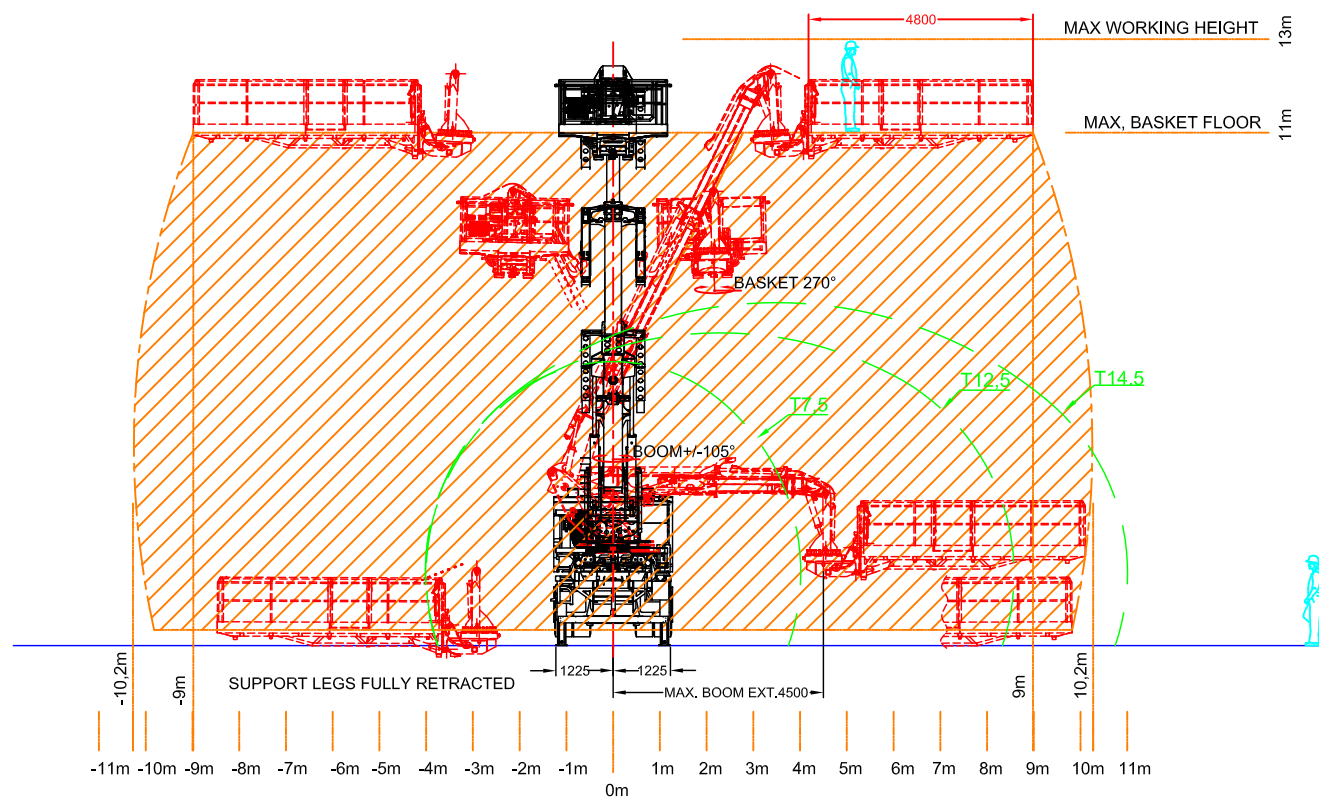 4800
MAX WORKING HEIGHT
13m
MAX, BASKET FLOOR
11m
BASKET 270°
T12,5
T14.5
T7,5
BOOM+/-105°
1225
1225
-10,2m
-9m
SUPPORT LEGS FULLY RETRACTED
MAX. BOOM EXT.4500
9m
10,2m
-11m -10m -9m -8m -7m -6m -5m -4m -3m -2m -1m 1m 2m 3m 4m 5m 6m 7m 8m 9m 10m 11m
0m